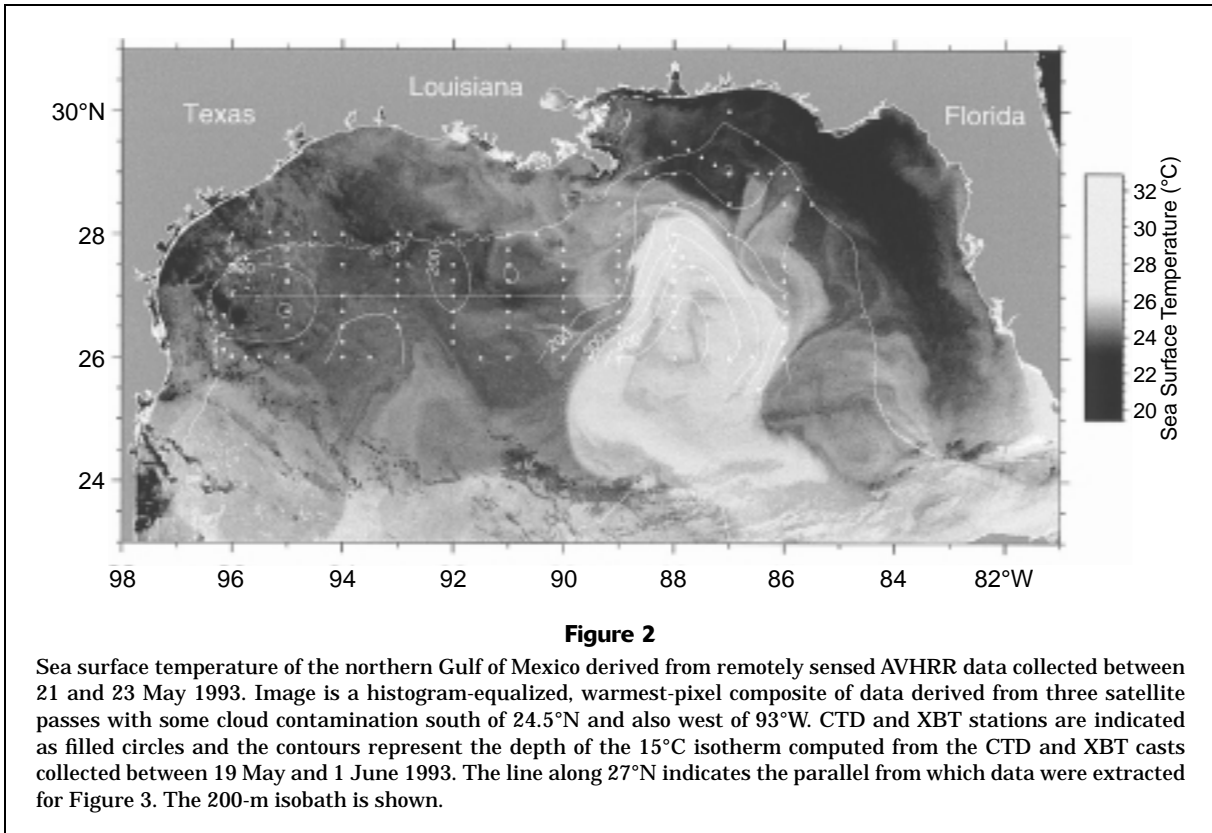 Louisiana
Texas
Florida
30°N
28
26
24
98
96
94
92
90
88
86
84
82°W
32
30
28
26
24
22
20
Sea Surface Temperature (°C)
200
Figure 2
Sea surface temperature of the northern Gulf of Mexico derived from remotely sensed AVHRR data collected between
21 and 23 May 1993. Image is a histogram-equalized, warmest-pixel composite of data derived from three satellite
passes with some cloud contamination south of 24.5°N and also west of 93°W. CTD and XBT stations are indicated
as filled circles and the contours represent the depth of the 15°C isotherm computed from the CTD and XBT casts
collected between 19 May and 1 June 1993. The line along 27°N indicates the parallel from which data were extracted
for Figure 3. The 200-m isobath is shown.